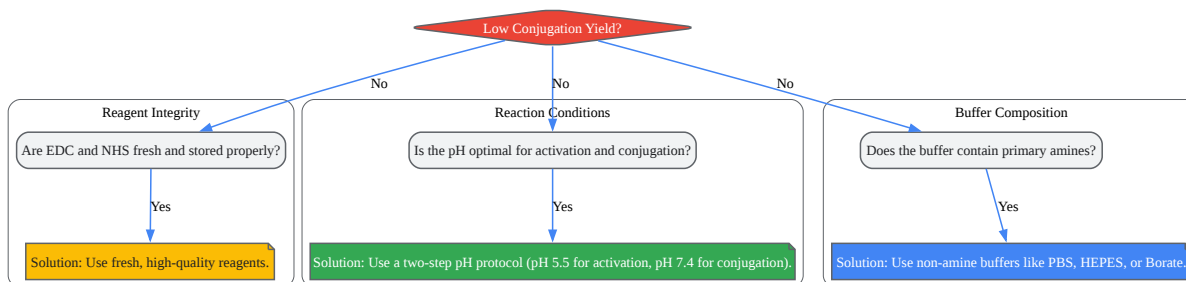 Low Conjugation Yield?
No
No
No
Reagent Integrity
Reaction Conditions
Buffer Composition
Are EDC and NHS fresh and stored properly?
Is the pH optimal for activation and conjugation?
Does the buffer contain primary amines?
Yes
Yes
Yes
Solution: Use fresh, high-quality reagents.
Solution: Use a two-step pH protocol (pH 5.5 for activation, pH 7.4 for conjugation).
Solution: Use non-amine buffers like PBS, HEPES, or Borate.